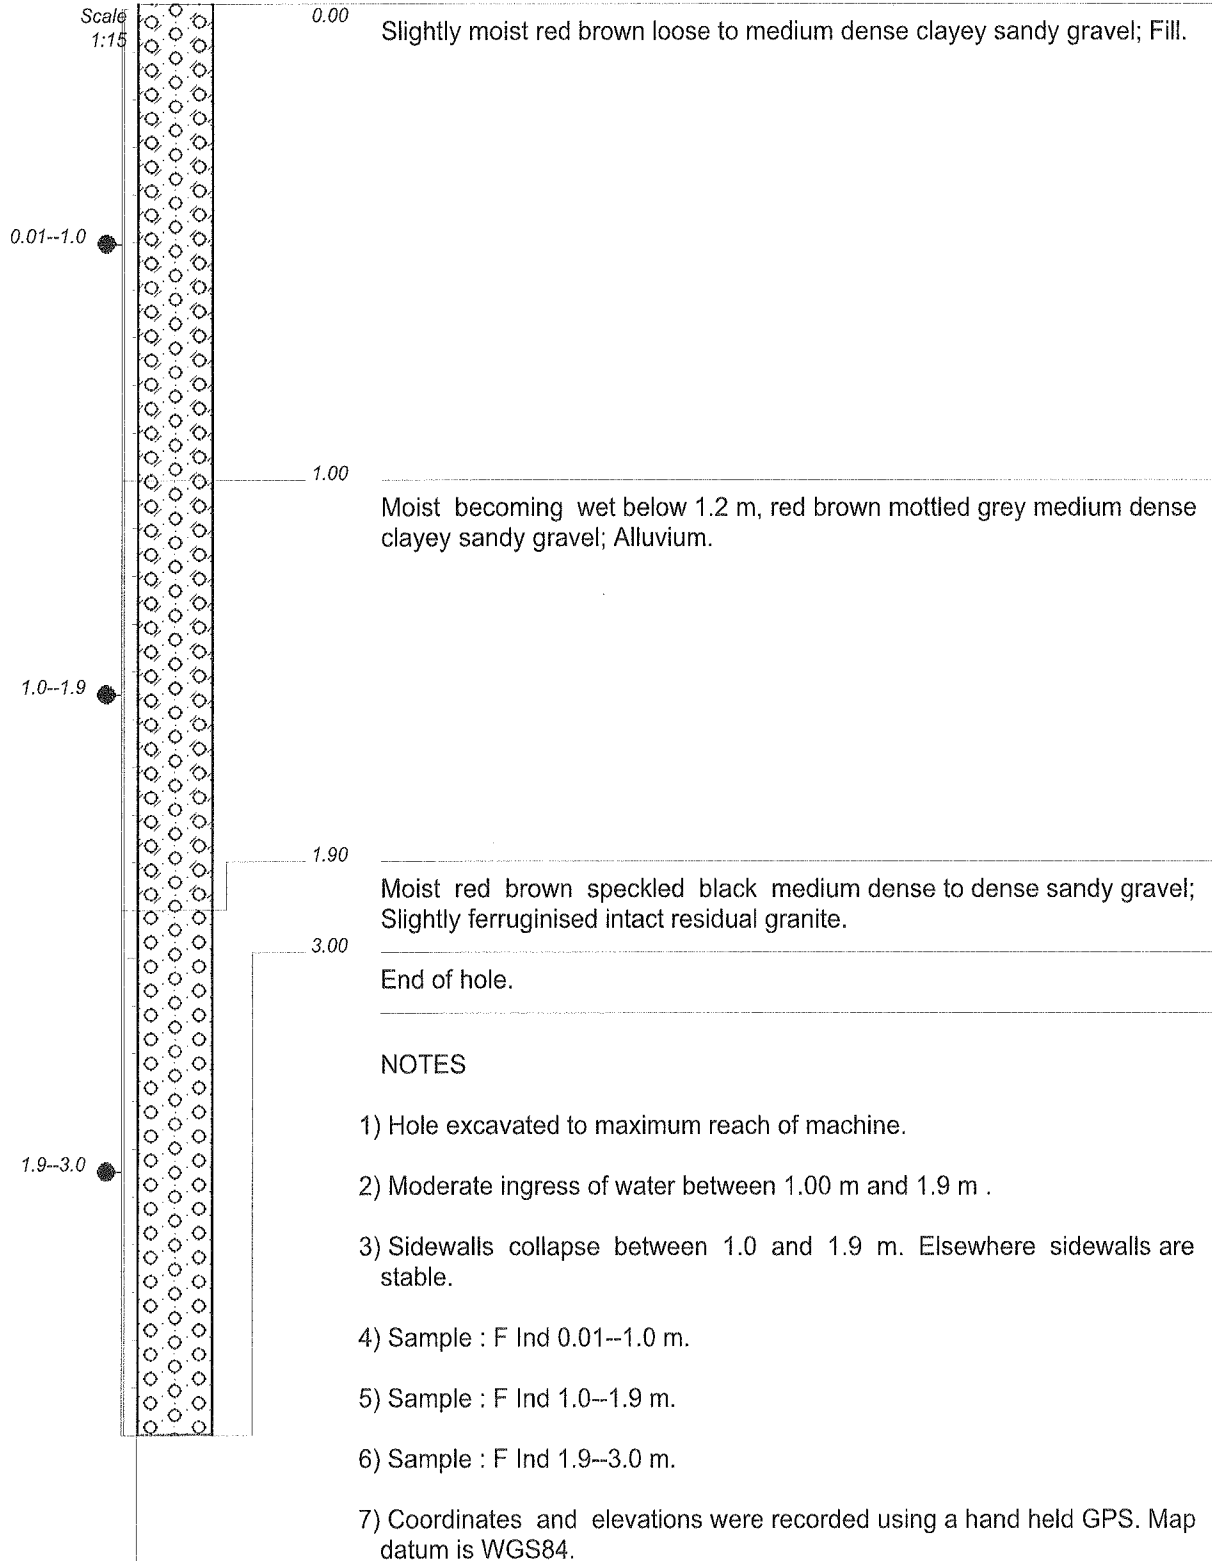 Scale
1:15
0.00
Slightly moist red brown loose to medium dense clayey sandy gravel; Fill.
0.01--1.0
1.00
Moist becoming wet below 1.2 m, red brown mottled grey medium dense
clayey sandy gravel; Alluvium.
1.0--1.9
1.90
Moist red brown speckled black medium dense to dense sandy gravel;
Slightly ferruginised intact residual granite.
3.00
End of hole.
NOTES
1) Hole excavated to maximum reach of machine.
1.9--3.0
2) Moderate ingress of water between 1.00 m and 1.9 m .
3) Sidewalls collapse between 1.0 and 1.9 m. Elsewhere sidewalls are
stable.
4) Sample : F Ind 0.01--1.0 m.
5) Sample : F Ind 1.0--1.9 m.
6) Sample : F Ind 1.9--3.0 m.
7) Coordinates and elevations were recorded using a hand held GPS. Map
datum is WGS84.